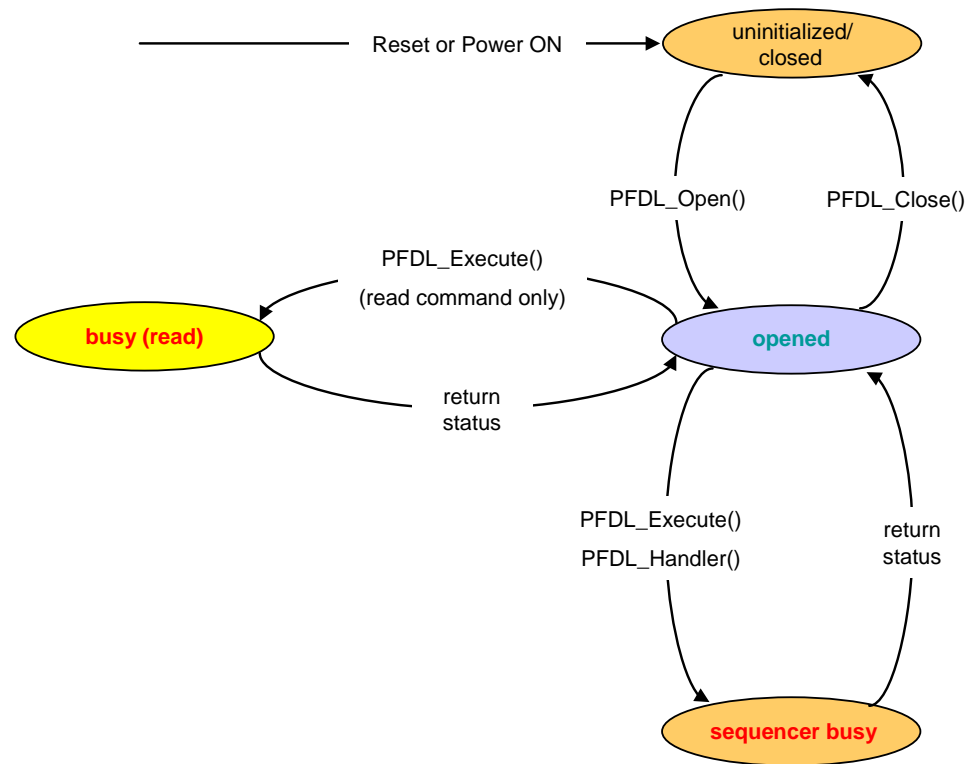 Reset or Power ON
uninitialized/
closed
PFDL_Open()
PFDL_Close()
PFDL_Execute()
(read command only)
busy (read)
opened
return
status
PFDL_Execute()
PFDL_Handler()
return
status
sequencer busy